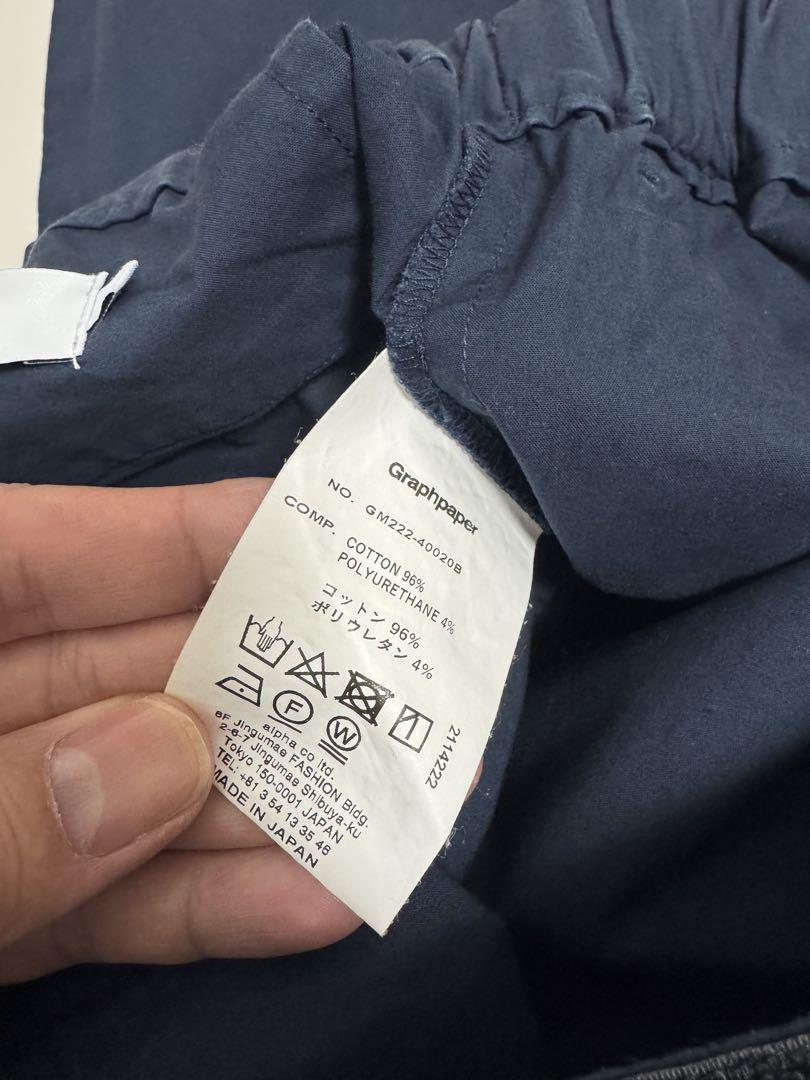 Graphpaper
NO. GM222-40020B
COMP. COTTON 96%
POLYURETHANE 4%
コットン 96%
ポリウレタン 4%
F
W
alpha co ltd.
6F Jingumae FASHION Bldg.
2-6-7 Jingumae Shibuya-ku
Tokyo 150-0001 JAPAN
TEL: +81 3 54 13 35 46
MADE IN JAPAN
2114222